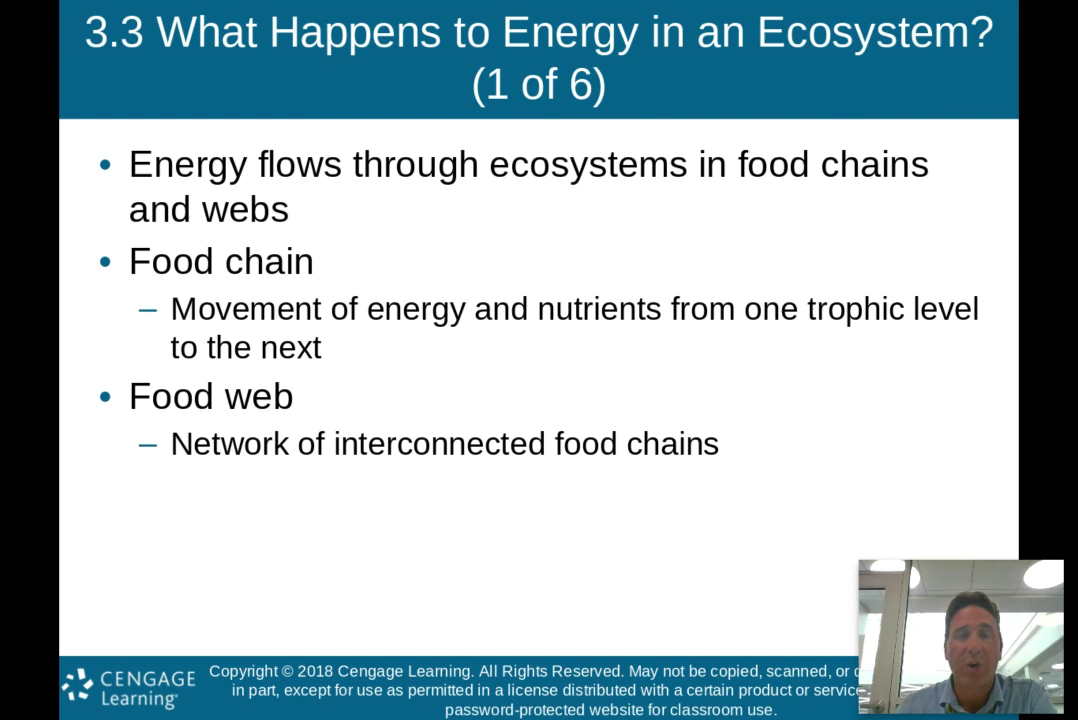 3.3 What Happens to Energy in an Ecosystem?
(1 of 6)
• Energy flows through ecosystems in food chains
and webs
• Food chain
– Movement of energy and nutrients from one trophic level
to the next
• Food web
– Network of interconnected food chains
CENGAGE
Learning
Copyright © 2018 Cengage Learning. All Rights Reserved. May not be copied, scanned, or
in part, except for use as permitted in a license distributed with a certain product or service
password-protected website for classroom use.